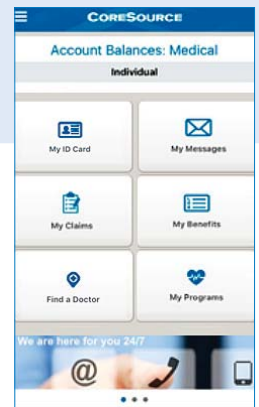 CORESOURCE
Account Balances: Medical
Individual
My ID Card
My Messages
My Claims
My Benefits
Find a Doctor
My Programs
We are here for you 24/7
@